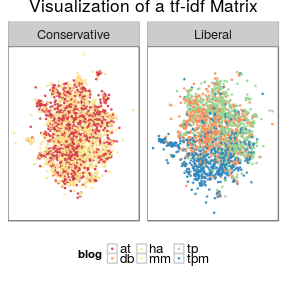 Visualization of a tf-idf Matrix
Conservative Liberal
blog at ha tp
db mm tpm